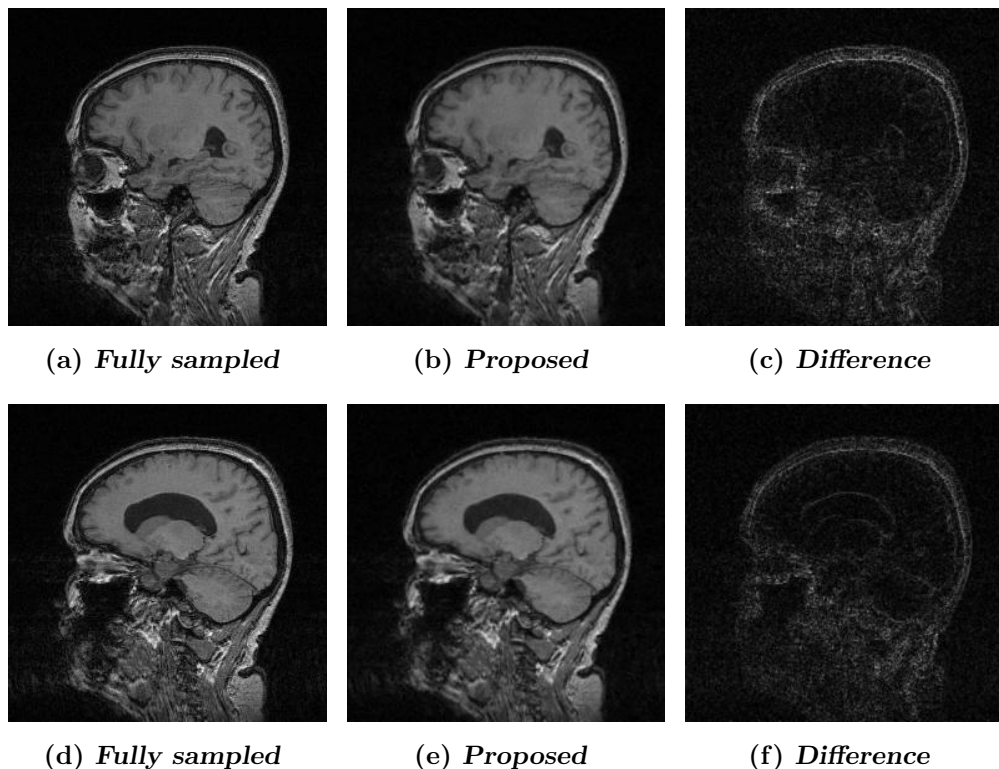 (a) Fully sampled
(b) Proposed
(c) Difference
(d) Fully sampled
(e) Proposed
(f) Difference